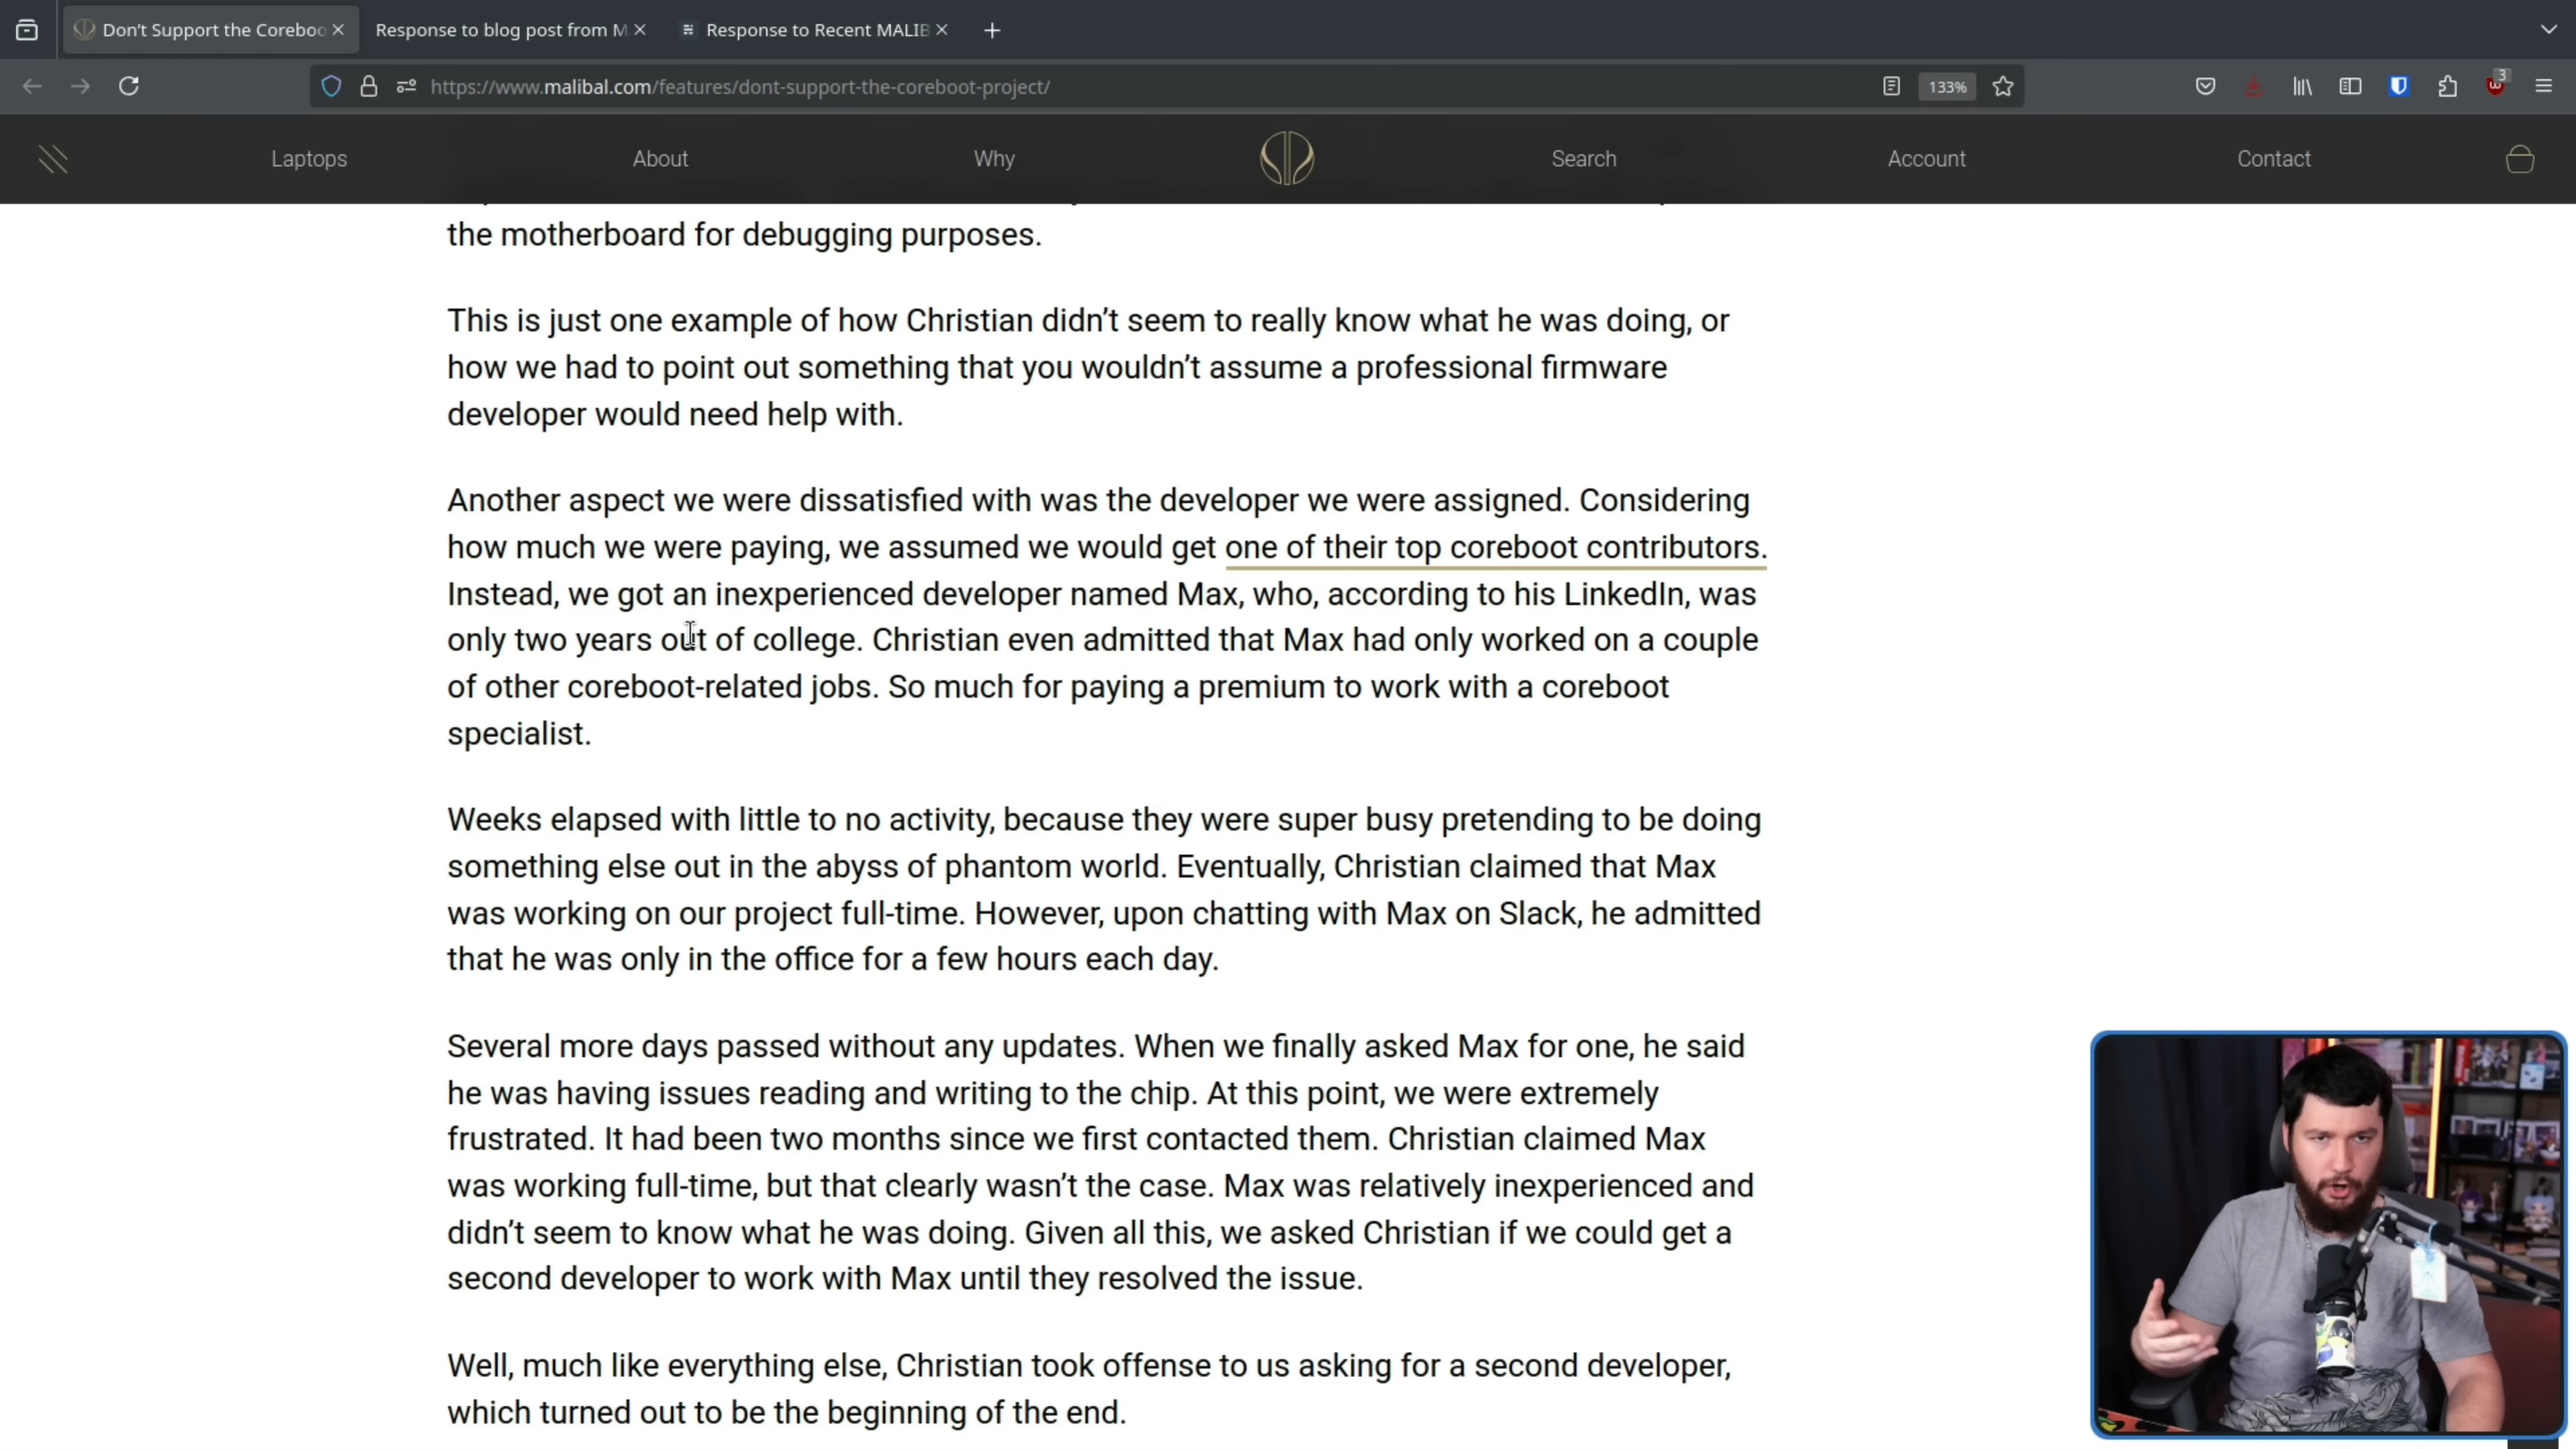 Don't Support the Coreboo
Response to blog post from M
Response to Recent MALIB
https://www.malibal.com/features/dont-support-the-coreboot-project/
133%
3
Laptops
About
Why
Search
Account
Contact
the motherboard for debugging purposes.
This is just one example of how Christian didn’t seem to really know what he was doing, or
how we had to point out something that you wouldn’t assume a professional firmware
developer would need help with.
Another aspect we were dissatisfied with was the developer we were assigned. Considering
how much we were paying, we assumed we would get one of their top coreboot contributors.
Instead, we got an inexperienced developer named Max, who, according to his LinkedIn, was
only two years out of college. Christian even admitted that Max had only worked on a couple
of other coreboot-related jobs. So much for paying a premium to work with a coreboot
specialist.
Weeks elapsed with little to no activity, because they were super busy pretending to be doing
something else out in the abyss of phantom world. Eventually, Christian claimed that Max
was working on our project full-time. However, upon chatting with Max on Slack, he admitted
that he was only in the office for a few hours each day.
Several more days passed without any updates. When we finally asked Max for one, he said
he was having issues reading and writing to the chip. At this point, we were extremely
frustrated. It had been two months since we first contacted them. Christian claimed Max
was working full-time, but that clearly wasn’t the case. Max was relatively inexperienced and
didn’t seem to know what he was doing. Given all this, we asked Christian if we could get a
second developer to work with Max until they resolved the issue.
Well, much like everything else, Christian took offense to us asking for a second developer,
which turned out to be the beginning of the end.